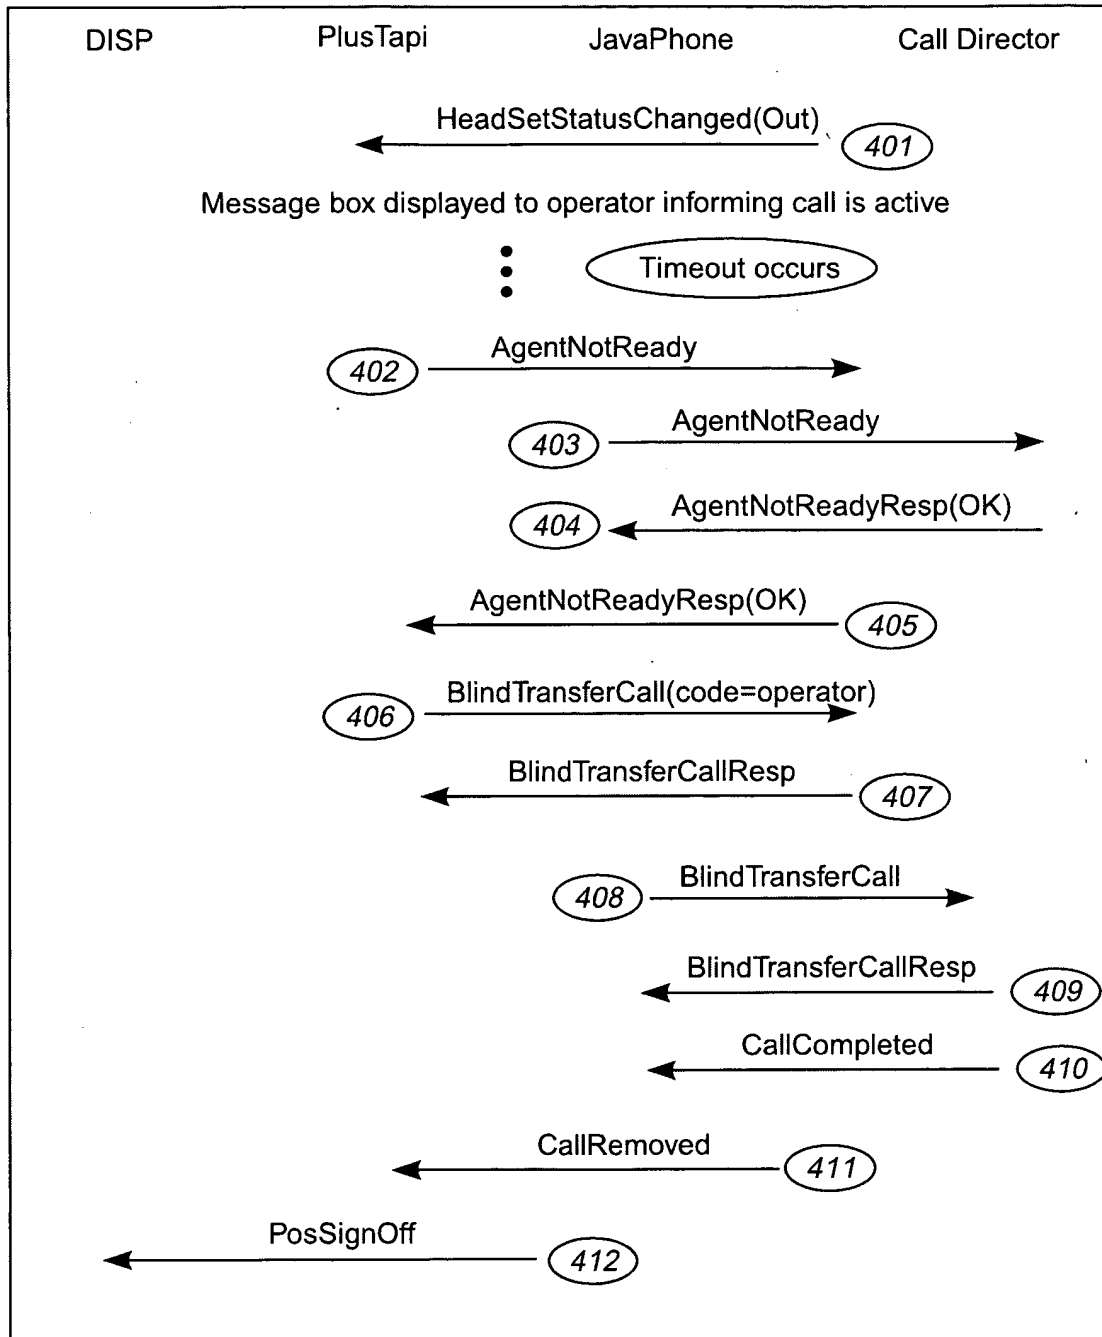 DISP PlusTapi JavaPhone Call Director
HeadSetStatusChanged(Out)
401
Message box displayed to operator informing call is active
Timeout occurs
AgentNotReady
402
AgentNotReady
403
AgentNotReadyResp(OK)
404
AgentNotReadyResp(OK)
405
BlindTransferCall(code=operator)
406
BlindTransferCallResp
407
BlindTransferCall
408
BlindTransferCallResp
409
CallCompleted
410
CallRemoved
411
PosSignOff
412